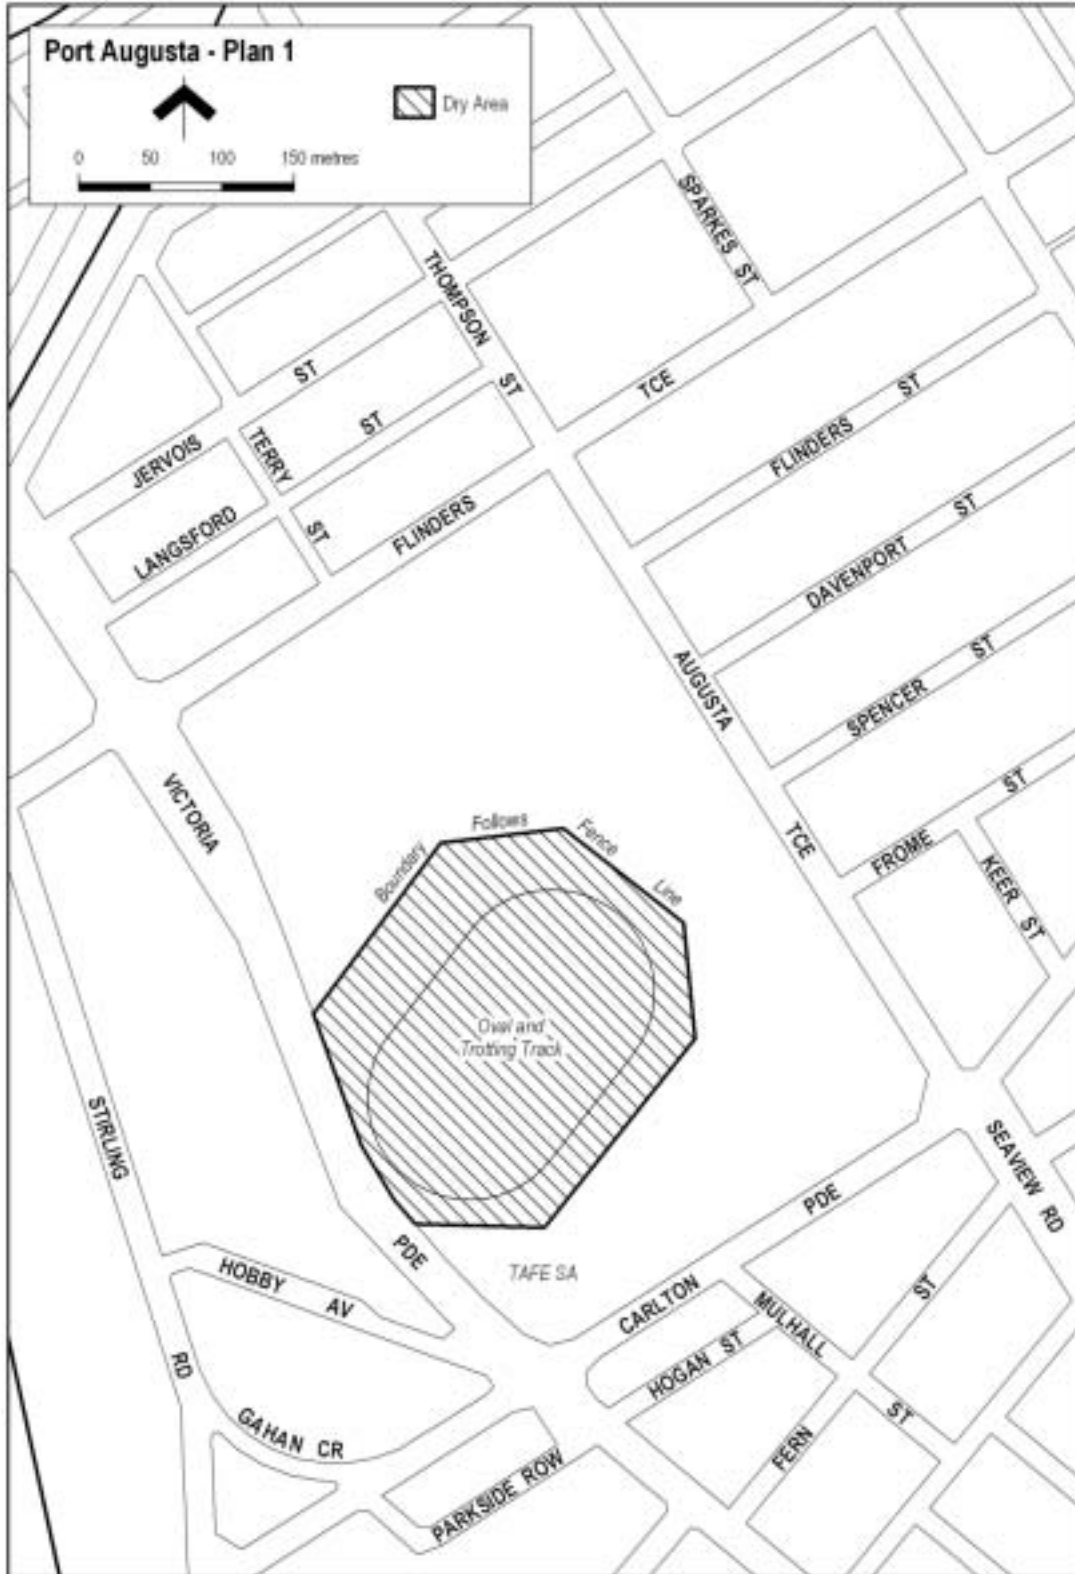 Port Augusta - Plan 1
Dry Area
0 50 100 150 metres
SPARKES ST
THOMPSON ST
JERVOIS ST
TERRY ST
LANGSFORD ST
FLINDERS
TCE
FLINDERS ST
DAVENPORT ST
AUGUSTA TCE
SPENCER ST
VICTORIA PDE
FROME ST
KEER ST
Boundary Follows Fence Line
Oval and
Trotting Track
STIRLING RD
SEAVIEW RD
HOBBY AV
TAFE SA
CARLTON PDE
MULHALL ST
HOGAN ST
FERN ST
GAHAN CR
PARKSIDE ROW